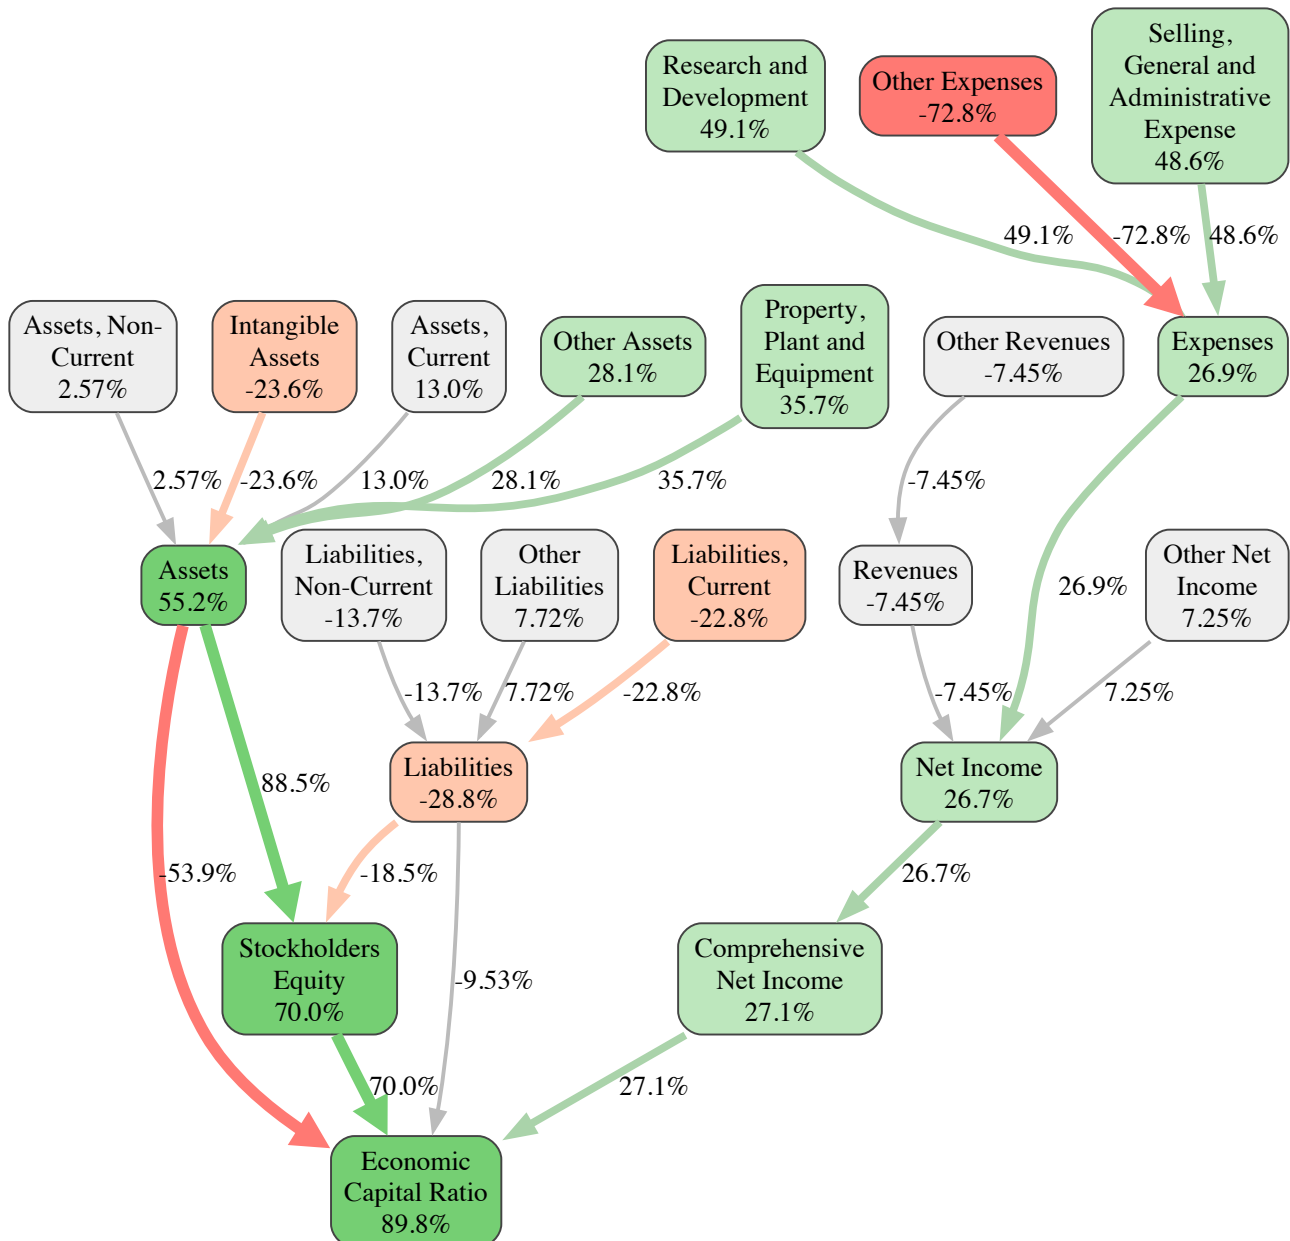 Research and
Development
49.1%
Other Expenses
-72.8%
Selling,
General and
Administrative
Expense
48.6%
49.1%
-72.8%
48.6%
Assets, Non-
Current
2.57%
Intangible
Assets
-23.6%
Assets,
Current
13.0%
Other Assets
28.1%
Property,
Plant and
Equipment
35.7%
Other Revenues
-7.45%
Expenses
26.9%
2.57%
-23.6%
13.0%
28.1%
35.7%
-7.45%
26.9%
Assets
55.2%
Liabilities,
Non-Current
-13.7%
Other
Liabilities
7.72%
Liabilities,
Current
-22.8%
Revenues
-7.45%
Other Net
Income
7.25%
-13.7%
7.72%
-22.8%
-7.45%
7.25%
88.5%
Liabilities
-28.8%
Net Income
26.7%
-53.9%
-18.5%
26.7%
Stockholders
Equity
70.0%
-9.53%
Comprehensive
Net Income
27.1%
70.0%
27.1%
Economic
Capital Ratio
89.8%